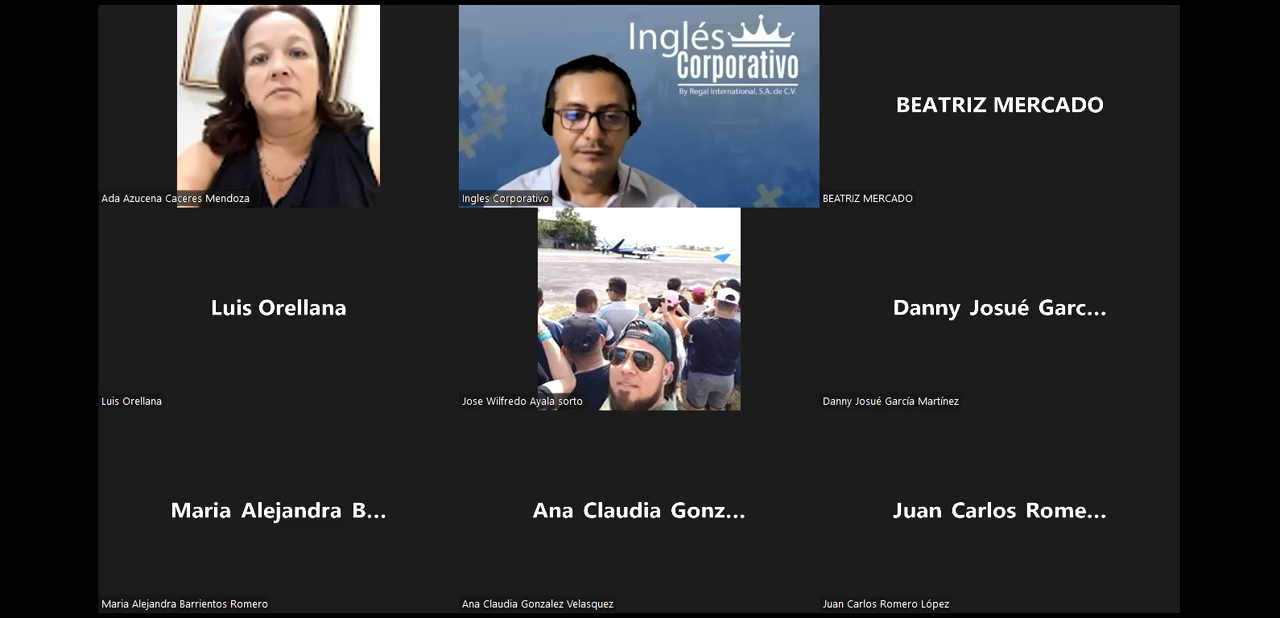 Inglés
Corporativo
By Regal International, S.A. de C.V.
BEATRIZ MERCADO
Ada Azucena Caceres Mendoza
Ingles Corporativo
BEATRIZ MERCADO
Luis Orellana
Danny Josué Garc...
Luis Orellana
Jose Wilfredo Ayala sorto
Danny Josué García Martínez
Maria Alejandra B...
Ana Claudia Gonz...
Juan Carlos Rome...
Maria Alejandra Barrientos Romero
Ana Claudia Gonzalez Velasquez
Juan Carlos Romero López